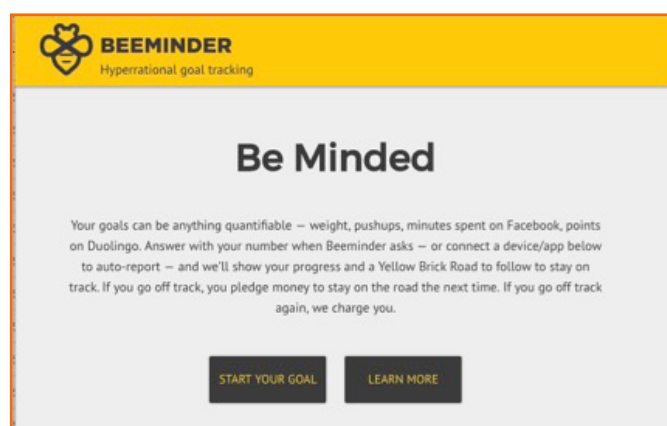 BEEMINDER
Hyperrational goal tracking
Be Minded
Your goals can be anything quantifiable — weight, pushups, minutes spent on Facebook, points
on Duolingo. Answer with your number when Beeminder asks — or connect a device/app below
to auto-report — and we'll show your progress and a Yellow Brick Road to follow to stay on
track. If you go off track, you pledge money to stay on the road the next time. If you go off track
again, we charge you.
START YOUR GOAL LEARN MORE